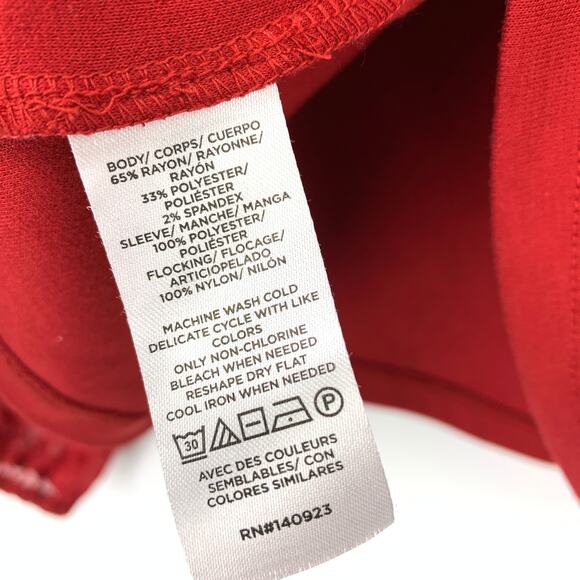 BODY/ CORPS/ CUERPO
65% RAYON/ RAYONNE/
RAYÓN
33% POLYESTER/
POLIÉSTER
2% SPANDEX
SLEEVE/ MANCHE/ MANGA
100% POLYESTER/
POLIÉSTER
FLOCKING/ FLOCAGE/
ARTICIOPELADO
100% NYLON/ NILÓN
MACHINE WASH COLD
DELICATE CYCLE WITH LIKE
COLORS
ONLY NON-CHLORINE
BLEACH WHEN NEEDED
RESHAPE DRY FLAT
COOL IRON WHEN NEEDED
30 P
AVEC DES COULEURS
SEMBLABLES/ CON
COLORES SIMILARES
RN#140923